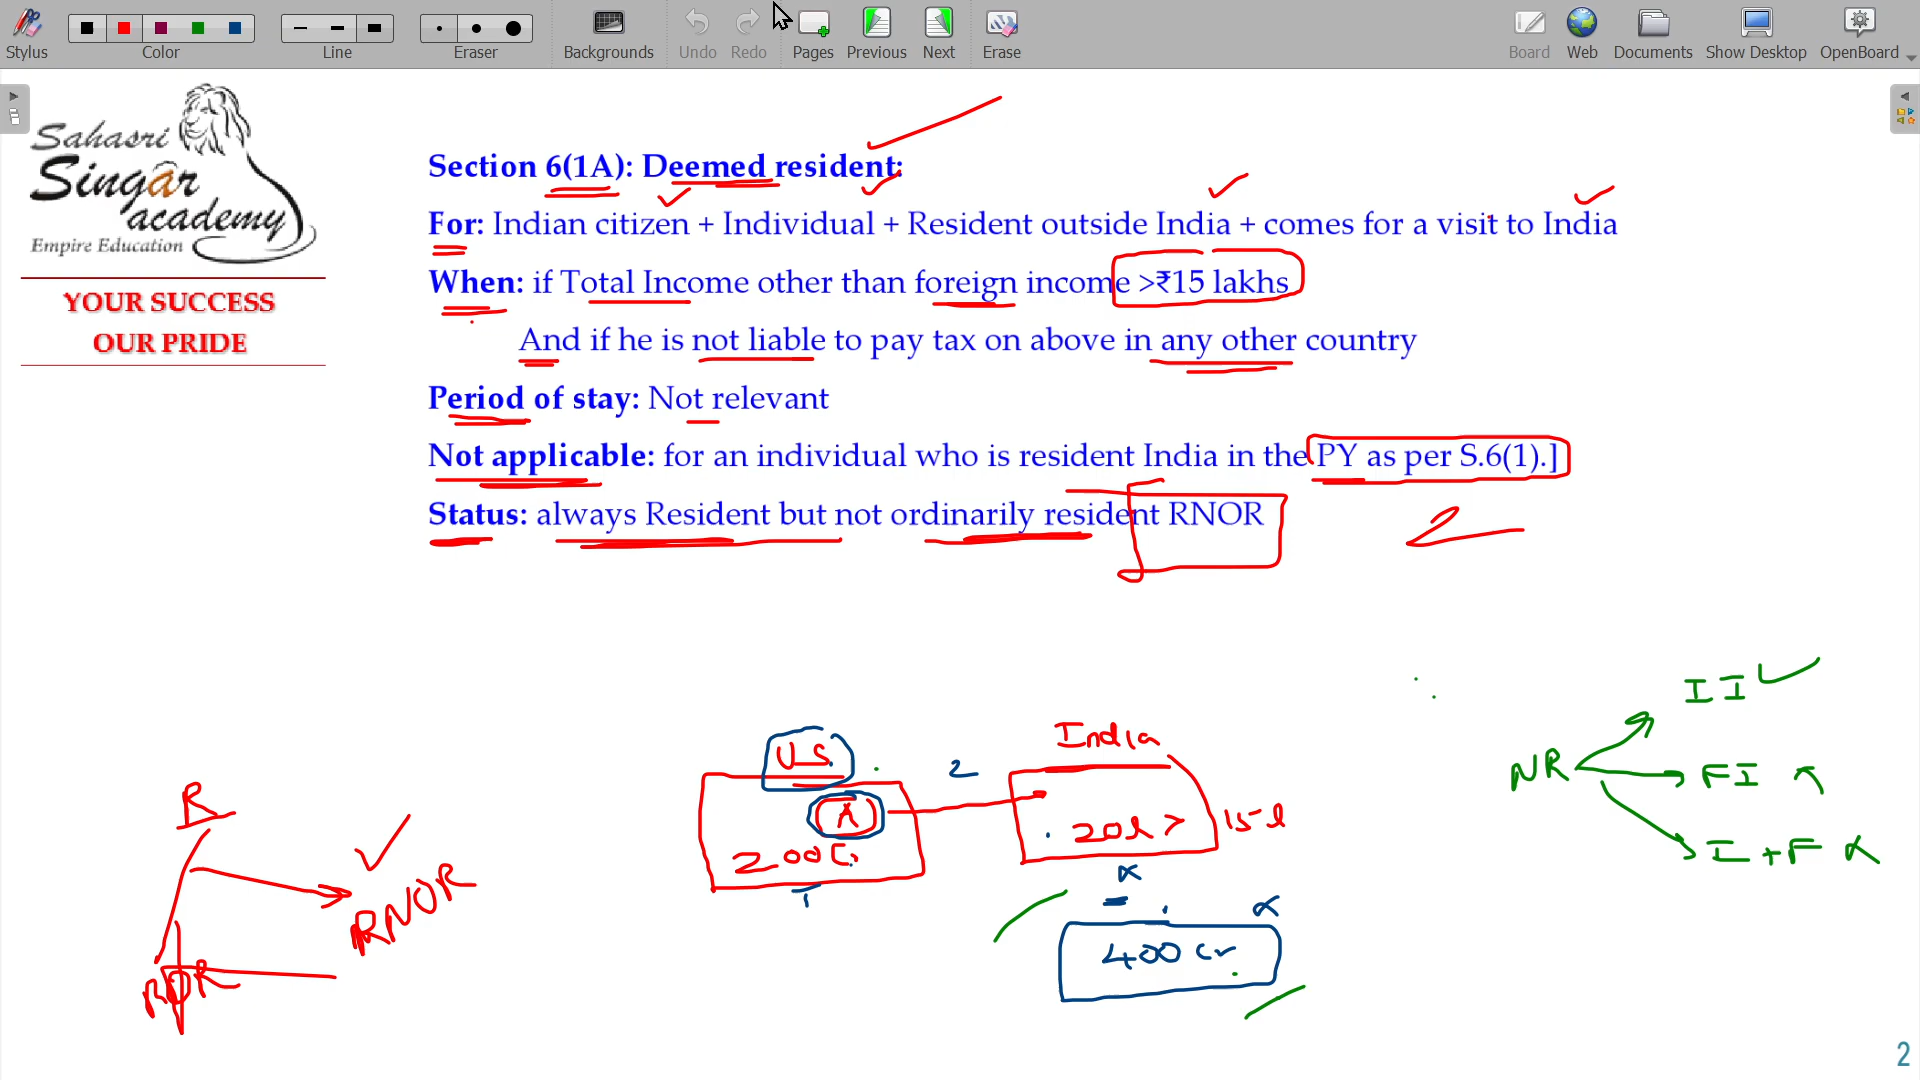 Stylus
Color
Line
Eraser
Backgrounds
Undo
Redo
Pages
Previous
Next
Erase
Board
Web
Documents
Show Desktop
OpenBoard
Sahasri
Singar
academy
Empire Education
YOUR SUCCESS
OUR PRIDE
Section 6(1A): Deemed resident:
For: Indian citizen + Individual + Resident outside India + comes for a visit to India
When: if Total Income other than foreign income >₹15 lakhs
And if he is not liable to pay tax on above in any other country
Period of stay: Not relevant
Not applicable: for an individual who is resident India in the PY as per S.6(1).]
Status: always Resident but not ordinarily resident RNOR
R
RNOR
ROR
U.S.
A
200 Cr
2
India
20l > 15l
400 cr
NR
I I
F I
I + F
2